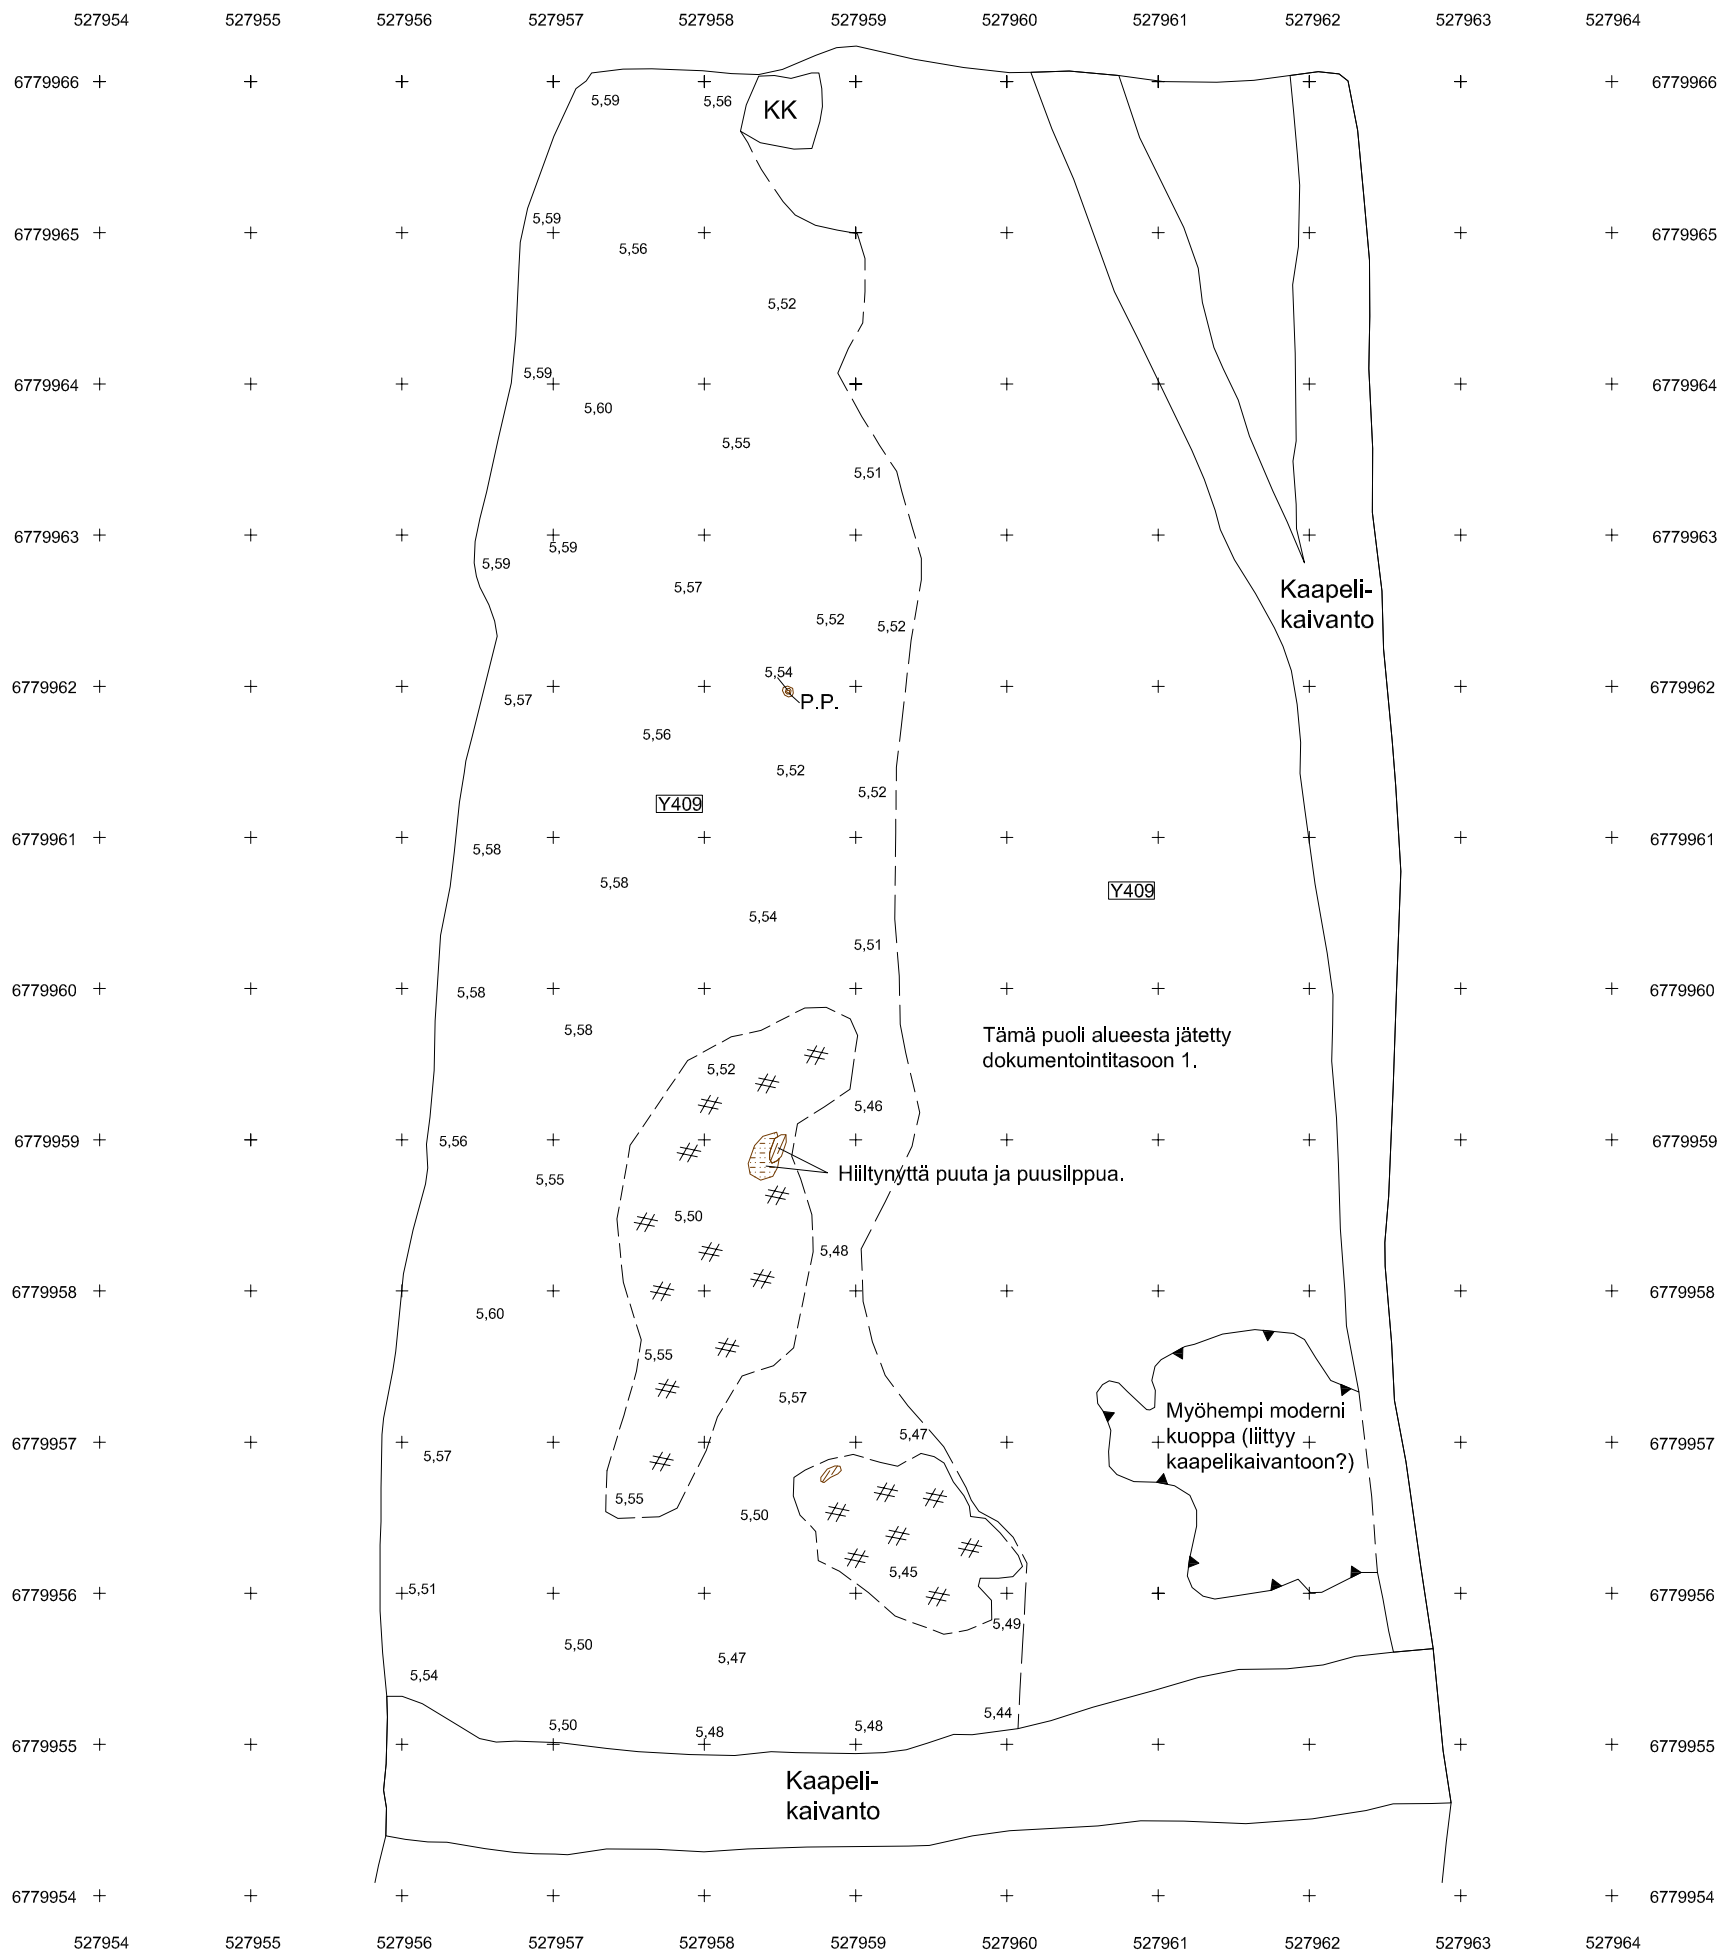 527954 527955 527956 527957 527958 527959 527960 527961 527962 527963 527964
6779966 6779966
5,59 5,56 KK
5,59
6779965 6779965
5,56
5,52
5,59
6779964 6779964
5,60
5,55
5,51
6779963 6779963
5,59
5,59
5,57
Kaapeli-
kaivanto
5,52
5,52
5,54
6779962 6779962
5,57 P.P.
5,56
5,52
5,52
Y409
6779961 6779961
5,58
5,58
Y409
5,54
5,51
6779960 6779960
5,58
5,58
Tämä puoli alueesta jätetty
dokumentointitasoon 1.
5,52
5,46
6779959 5,56 6779959
5,55
Hiiltynyttä puuta ja puusilppua.
5,50
5,48
6779958 6779958
5,60
5,55
5,57
Myöhempi moderni
kuoppa (liittyy
kaapelikaivantoon?)
5,47
6779957 6779957
5,57
5,55
5,50
5,45
5,51
6779956 6779956
5,49
5,50
5,47
5,54
5,44
5,50 5,48 5,48
6779955 6779955
Kaapeli-
kaivanto
6779954 6779954
527954 527955 527956 527957 527958 527959 527960 527961 527962 527963 527964